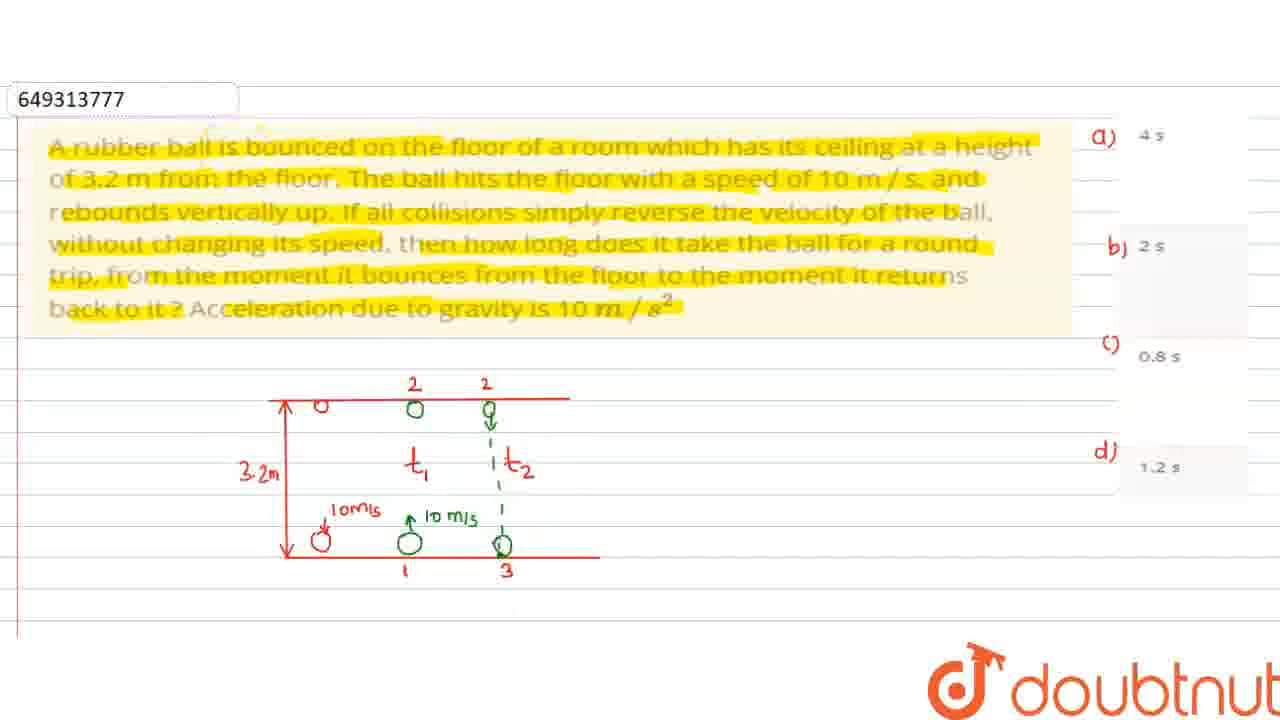 649313777
A rubber ball is bounced on the floor of a room which has its ceiling at a height
of 3.2 m from the floor. The ball hits the floor with a speed of 10 m / s, and
rebounds vertically up. If all collisions simply reverse the velocity of the ball,
without changing its speed, then how long does it take the ball for a round
trip, from the moment it bounces from the floor to the moment it returns
back to it ? Acceleration due to gravity is 10 m / s²
a) 4 s
b) 2 s
c) 0.8 s
d) 1.2 s
2 2
3.2m t₁ t₂
10m/s 10 m/s
1 3
doubtnut